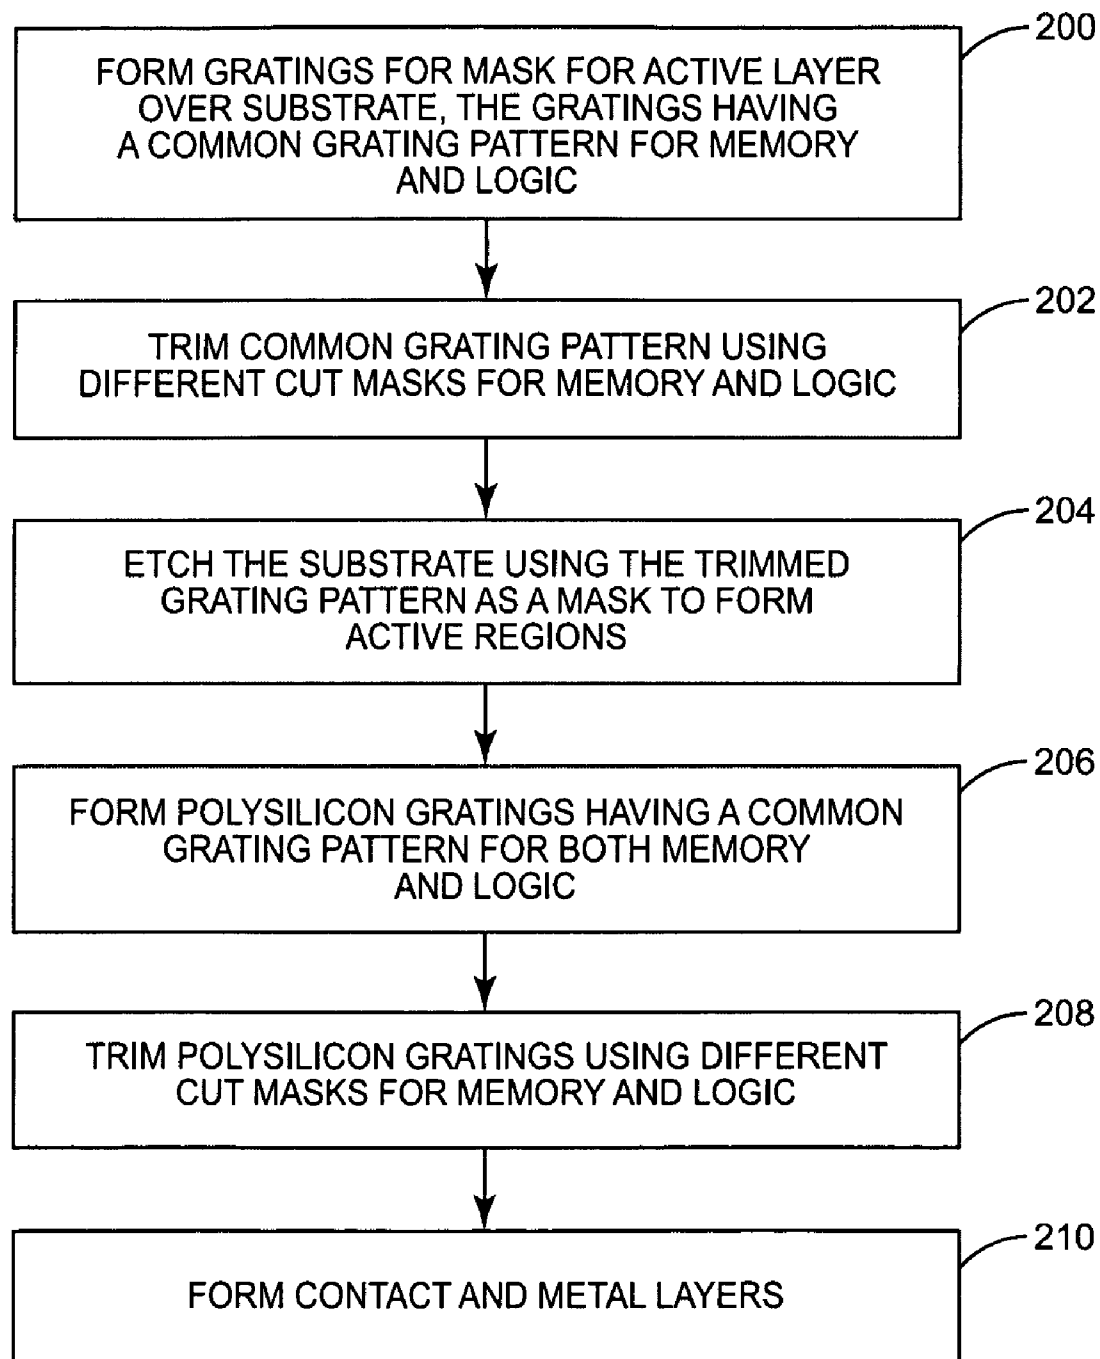 200
FORM GRATINGS FOR MASK FOR ACTIVE LAYER
OVER SUBSTRATE, THE GRATINGS HAVING
A COMMON GRATING PATTERN FOR MEMORY
AND LOGIC
202
TRIM COMMON GRATING PATTERN USING
DIFFERENT CUT MASKS FOR MEMORY AND LOGIC
204
ETCH THE SUBSTRATE USING THE TRIMMED
GRATING PATTERN AS A MASK TO FORM
ACTIVE REGIONS
206
FORM POLYSILICON GRATINGS HAVING A COMMON
GRATING PATTERN FOR BOTH MEMORY
AND LOGIC
208
TRIM POLYSILICON GRATINGS USING DIFFERENT
CUT MASKS FOR MEMORY AND LOGIC
210
FORM CONTACT AND METAL LAYERS